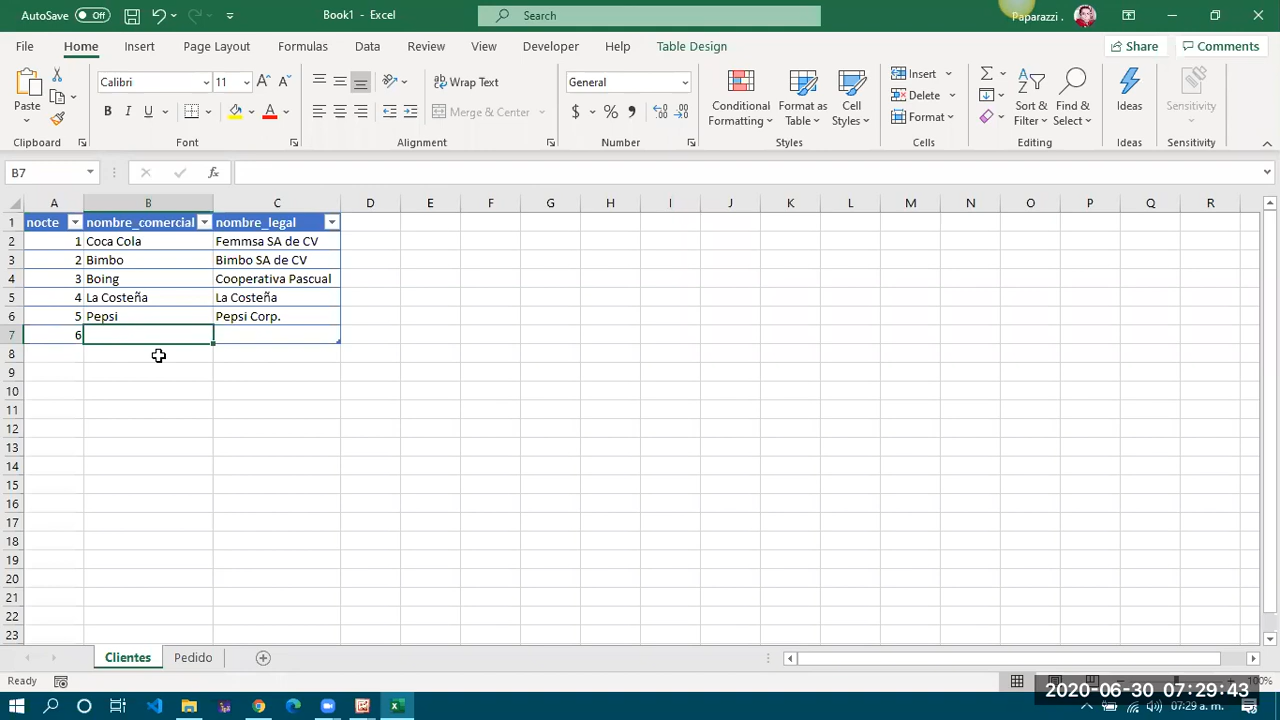 AutoSave Off Book1 - Excel Search Paparazzi .
File Home Insert Page Layout Formulas Data Review View Developer Help Table Design Share Comments
Paste Calibri 11 Wrap Text General Conditional Formatting Format as Table Cell Styles Insert Sort & Filter Find & Select Ideas Sensitivity
B I U Merge & Center $ % Delete
Format
Clipboard Font Alignment Number Styles Cells Editing Ideas Sensitivity
B7 fx
A B C D E F G H I J K L M N O P Q R
1 nocte nombre_comercial nombre_legal
2 1 Coca Cola Femmsa SA de CV
3 2 Bimbo Bimbo SA de CV
4 3 Boing Cooperativa Pascual
5 4 La Costeña La Costeña
6 5 Pepsi Pepsi Corp.
7 6
8
9
10
11
12
13
14
15
16
17
18
19
20
21
22
23
Clientes Pedido
Ready 100%
2020-06-30 07:29:43
07:29 a. m.